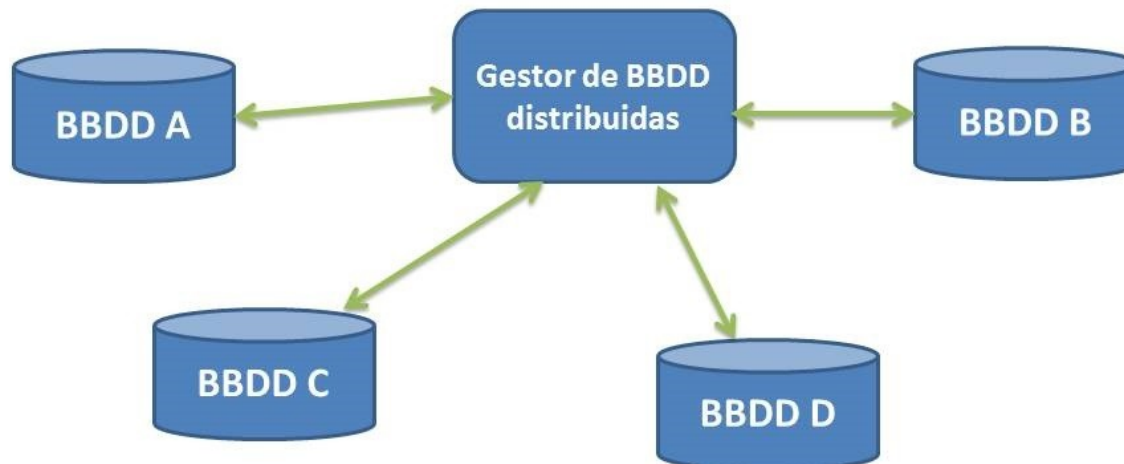 Gestor de BBDD
distribuidas
BBDD A
BBDD B
BBDD C
BBDD D